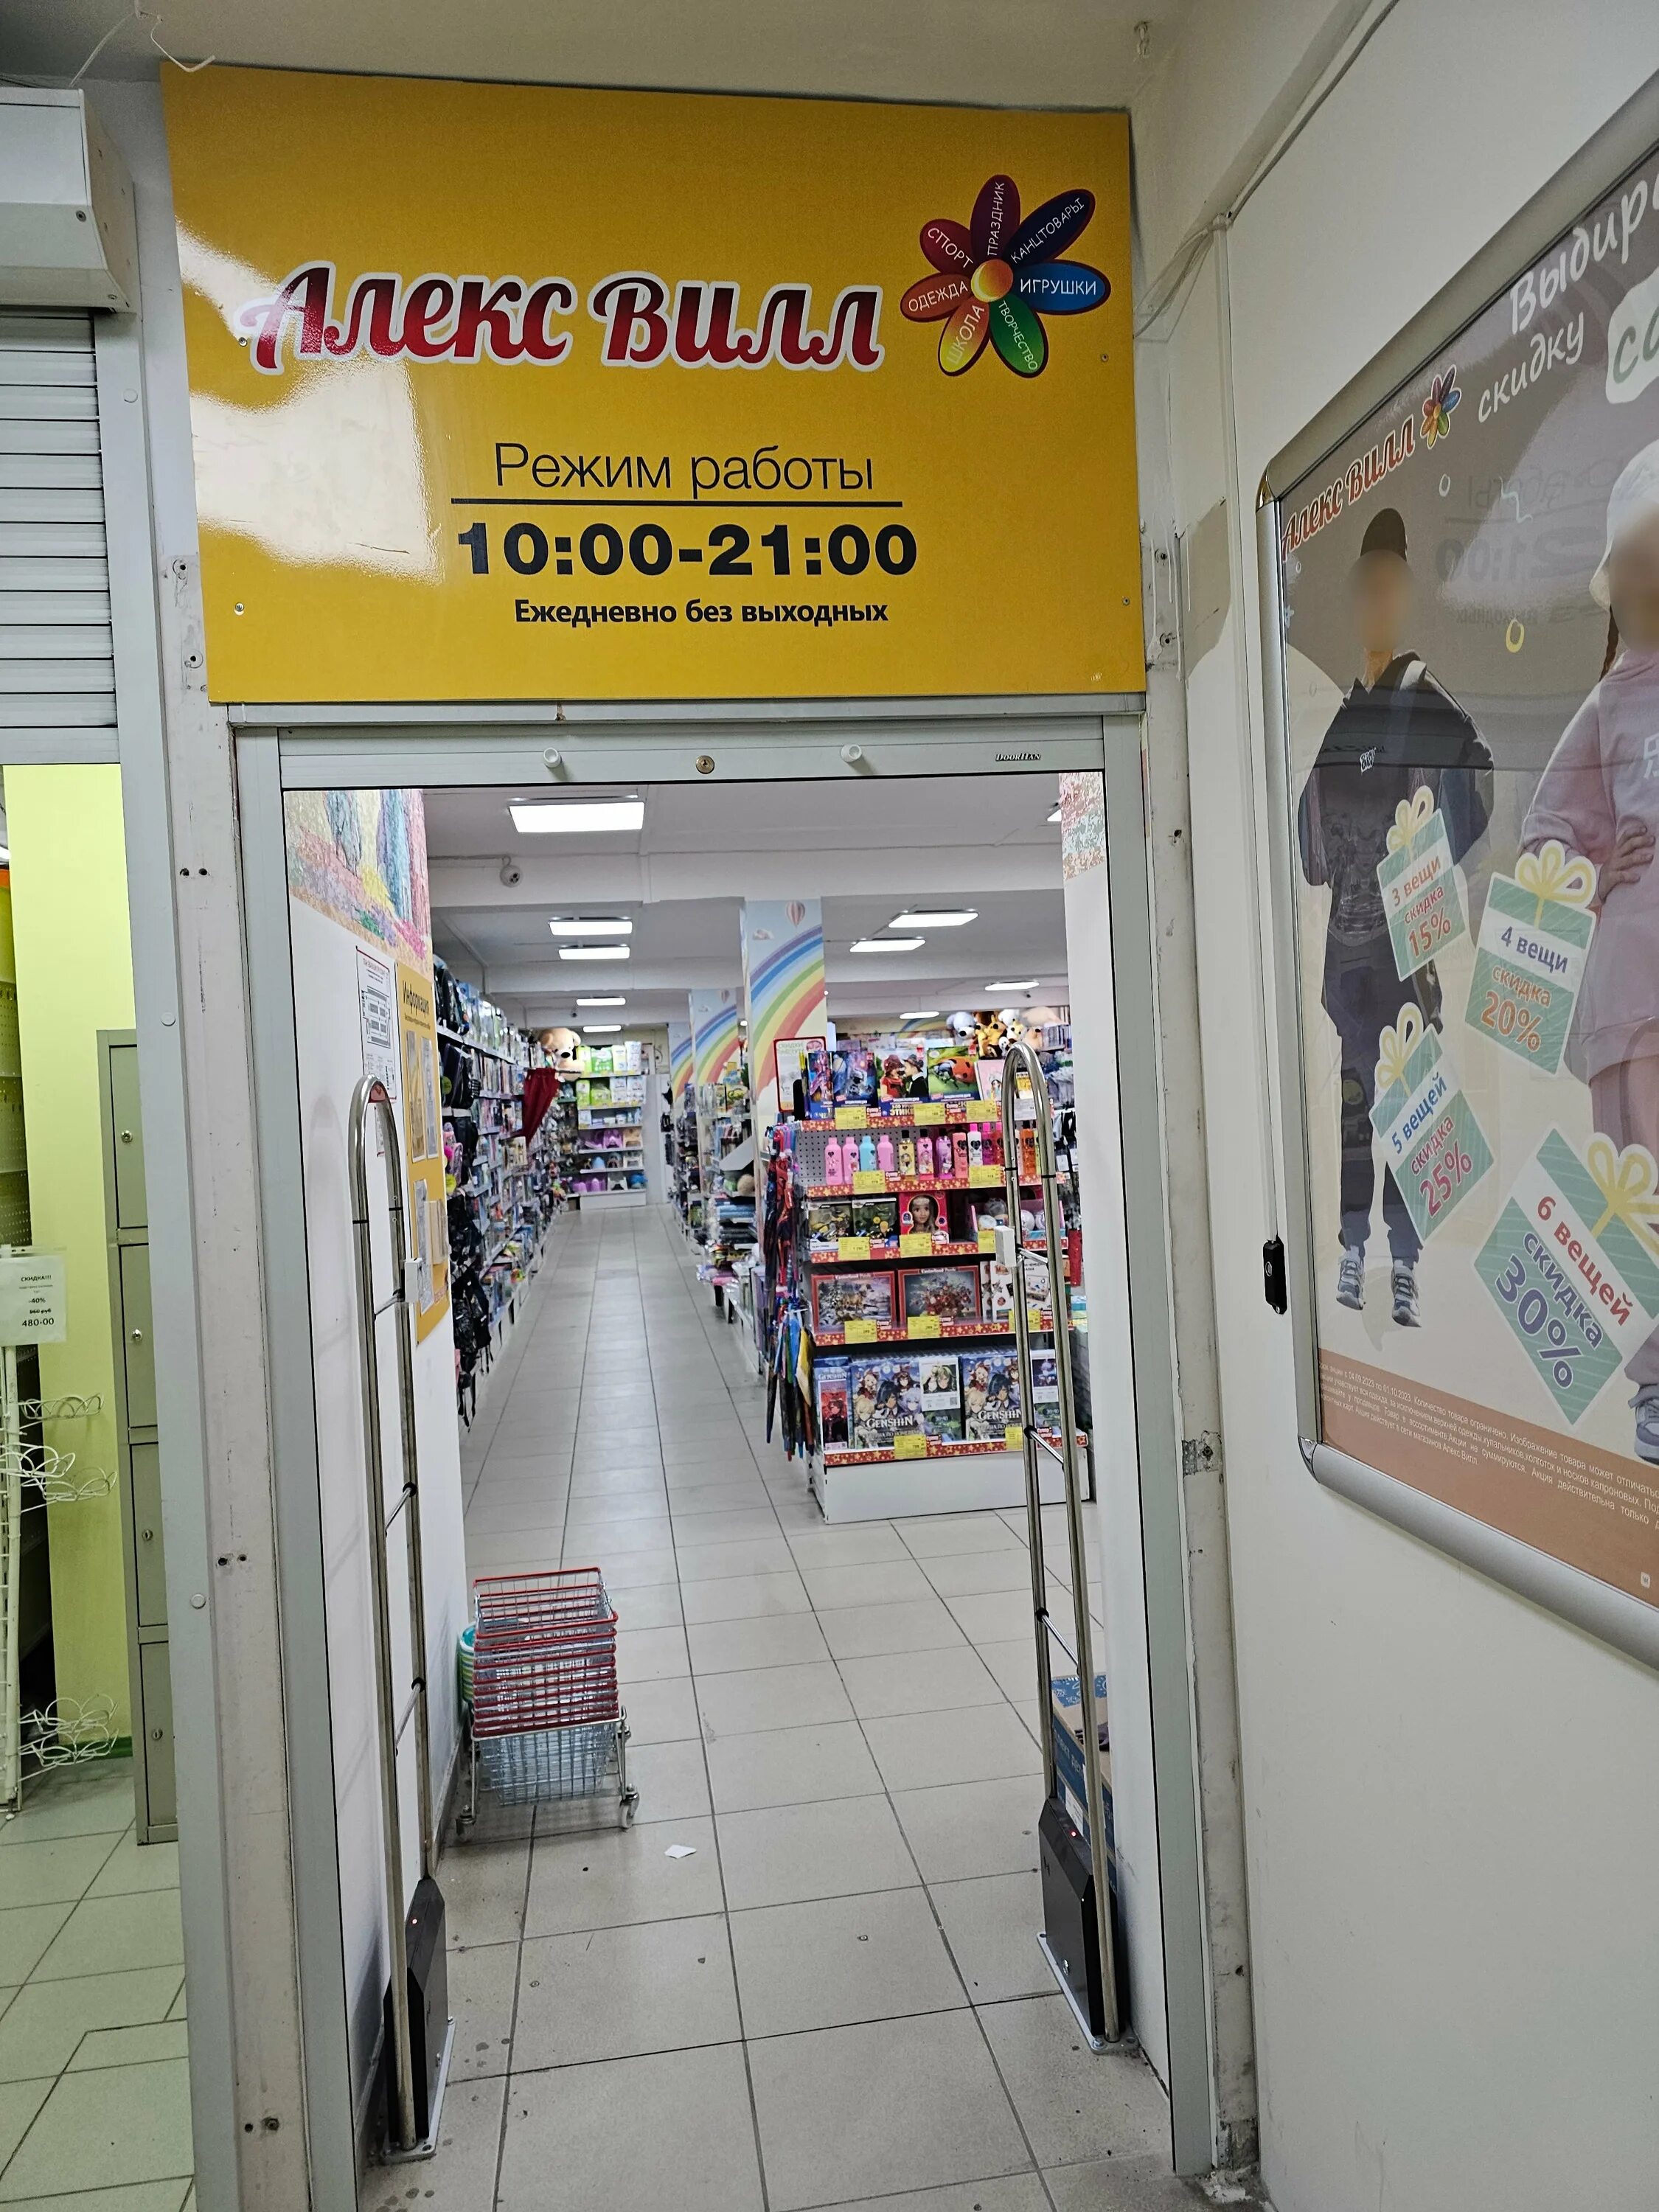 Алекс Вилл
СПОРТ
ПРАЗДНИК
КАНЦТОВАРЫ
ИГРУШКИ
ТВОРЧЕСТВО
ШКОЛА
ОДЕЖДА
Режим работы
10:00-21:00
Ежедневно без выходных
DOORHAN
Информация
СКИДКА!!!
-40%
480-00
GENSHIN
GENSHIN
скидку
Алекс Вилл
3 вещи
скидка
15%
4 вещи
скидка
20%
5 вещей
скидка
25%
6 вещей
скидка
30%